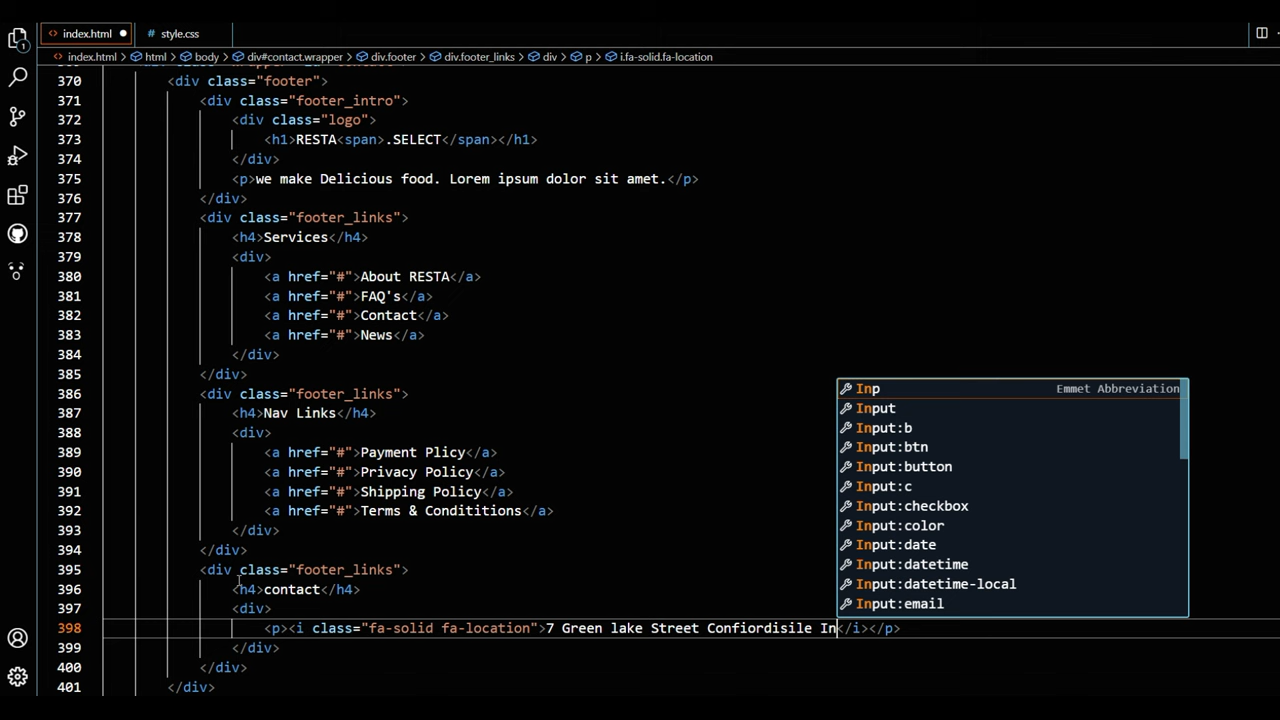 index.html
style.css
index.html > html > body > div#contact.wrapper > div.footer > div.footer_links > div > p > i.fa-solid.fa-location
370 <div class="footer">
371 <div class="footer_intro">
372 <div class="logo">
373 <h1>RESTA<span>.SELECT</span></h1>
374 </div>
375 <p>we make Delicious food. Lorem ipsum dolor sit amet.</p>
376 </div>
377 <div class="footer_links">
378 <h4>Services</h4>
379 <div>
380 <a href="#">About RESTA</a>
381 <a href="#">FAQ's</a>
382 <a href="#">Contact</a>
383 <a href="#">News</a>
384 </div>
385 </div>
386 <div class="footer_links">
387 <h4>Nav Links</h4>
388 <div>
389 <a href="#">Payment Plicy</a>
390 <a href="#">Privacy Policy</a>
391 <a href="#">Shipping Policy</a>
392 <a href="#">Terms & Condititions</a>
393 </div>
394 </div>
395 <div class="footer_links">
396 <h4>contact</h4>
397 <div>
398 <p><i class="fa-solid fa-location">7 Green lake Street Confiordisile In</i></p>
399 </div>
400 </div>
401 </div>
Inp Emmet Abbreviation
Input
Input:b
Input:btn
Input:button
Input:c
Input:checkbox
Input:color
Input:date
Input:datetime
Input:datetime-local
Input:email
1